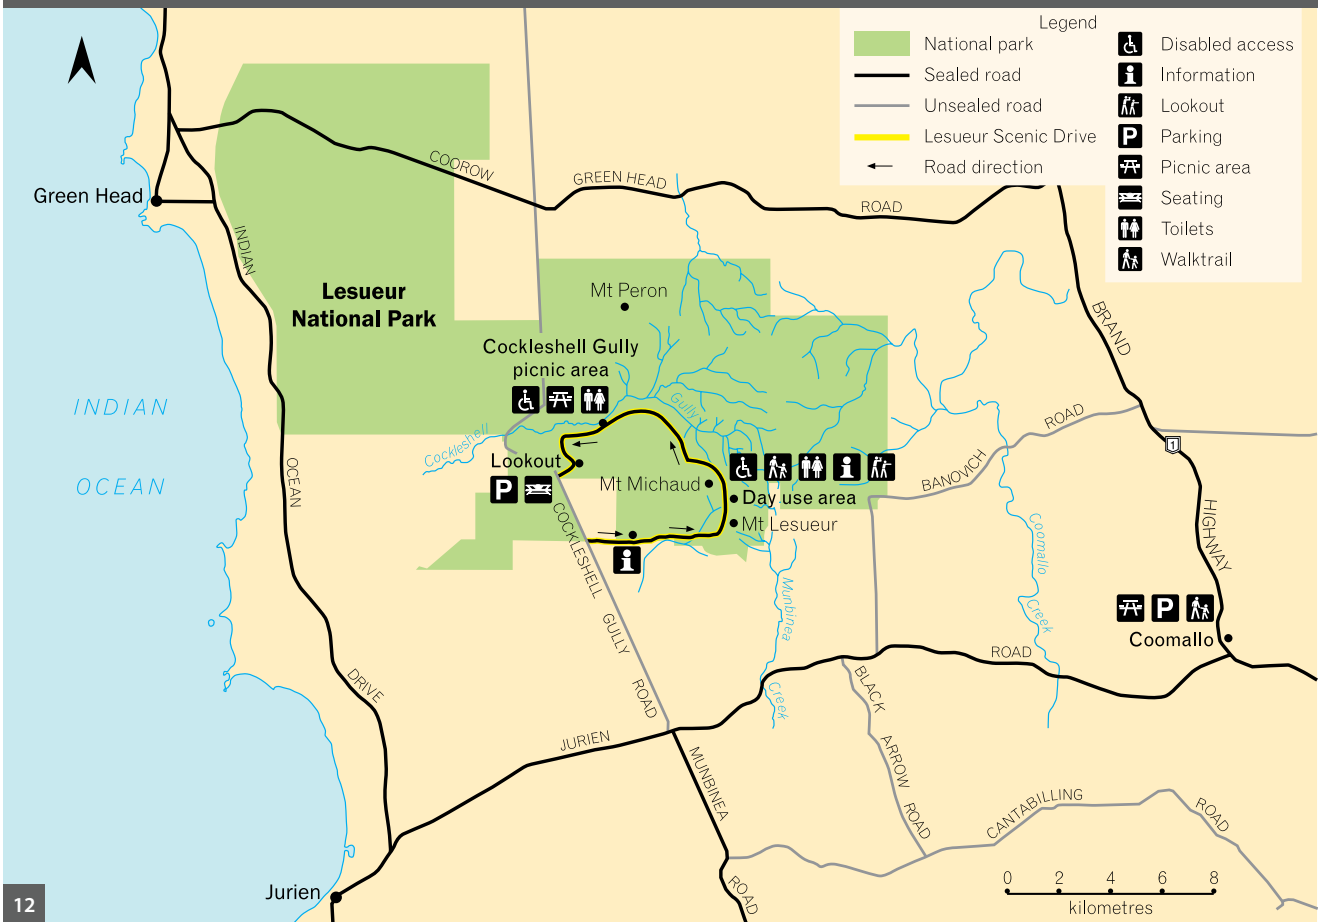 Legend
National park
Sealed road
Unsealed road
Lesueur Scenic Drive
Road direction
Disabled access
Information
Lookout
P
Parking
Picnic area
Seating
Toilets
Walktrail
COOROW
GREEN HEAD
ROAD
Green Head
INDIAN
OCEAN
DRIVE
Lesueur
National Park
Mt Peron
BRAND
HIGHWAY
1
Cockleshell Gully
picnic area
INDIAN
OCEAN
Cockleshell
Gully
Lookout
P
Mt Michaud
Day use area
Mt Lesueur
BANOVICH
ROAD
COCKLESHELL
GULLY
ROAD
Munbinea
Creek
Coomallo
Creek
P
Coomallo
JURIEN
ROAD
BLACK
ARROW
ROAD
MUNBINEA
ROAD
CANTABILLING
ROAD
Jurien
0 2 4 6 8
kilometres
12